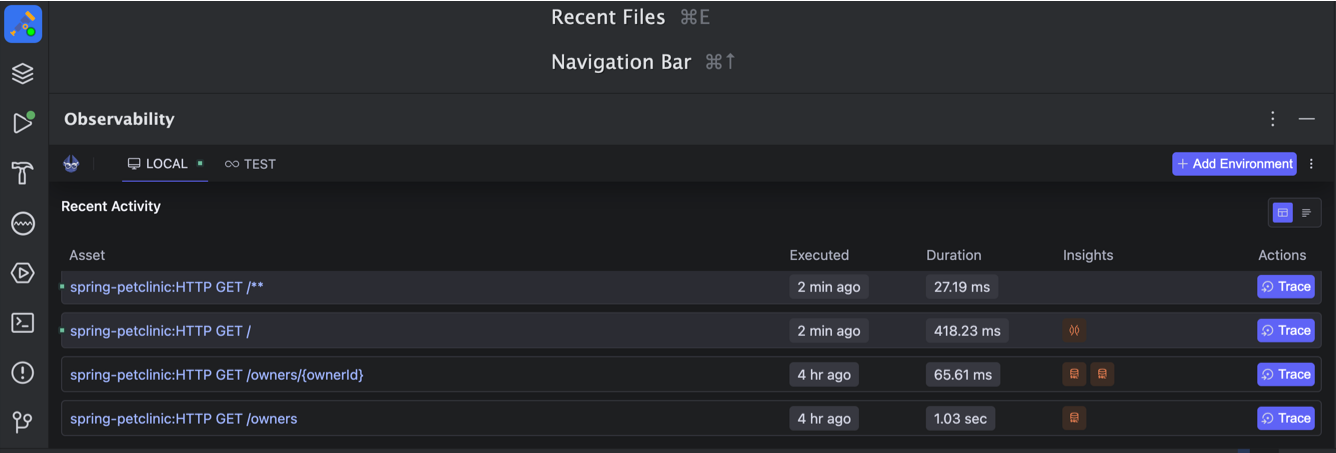 Recent Files ⌘E
Navigation Bar ⌘↑
Observability
LOCAL TEST + Add Environment
Recent Activity
Asset Executed Duration Insights Actions
spring-petclinic:HTTP GET /** 2 min ago 27.19 ms Trace
spring-petclinic:HTTP GET / 2 min ago 418.23 ms Trace
spring-petclinic:HTTP GET /owners/{ownerId} 4 hr ago 65.61 ms Trace
spring-petclinic:HTTP GET /owners 4 hr ago 1.03 sec Trace